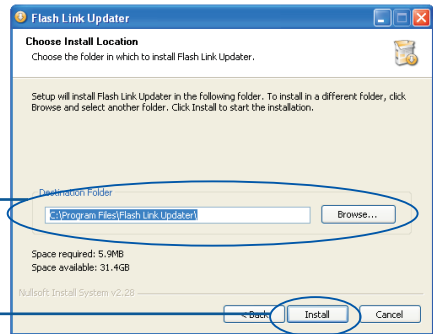 Flash Link Updater
Choose Install Location
Choose the folder in which to install Flash Link Updater.
Setup will install Flash Link Updater in the following folder. To install in a different folder, click
Browse and select another folder. Click Install to start the installation.
Destination Folder
C:\Program Files\Flash Link Updater\
Browse...
Space required: 5.9MB
Space available: 31.4GB
Nullsoft Install System v2.28
< Back
Install
Cancel